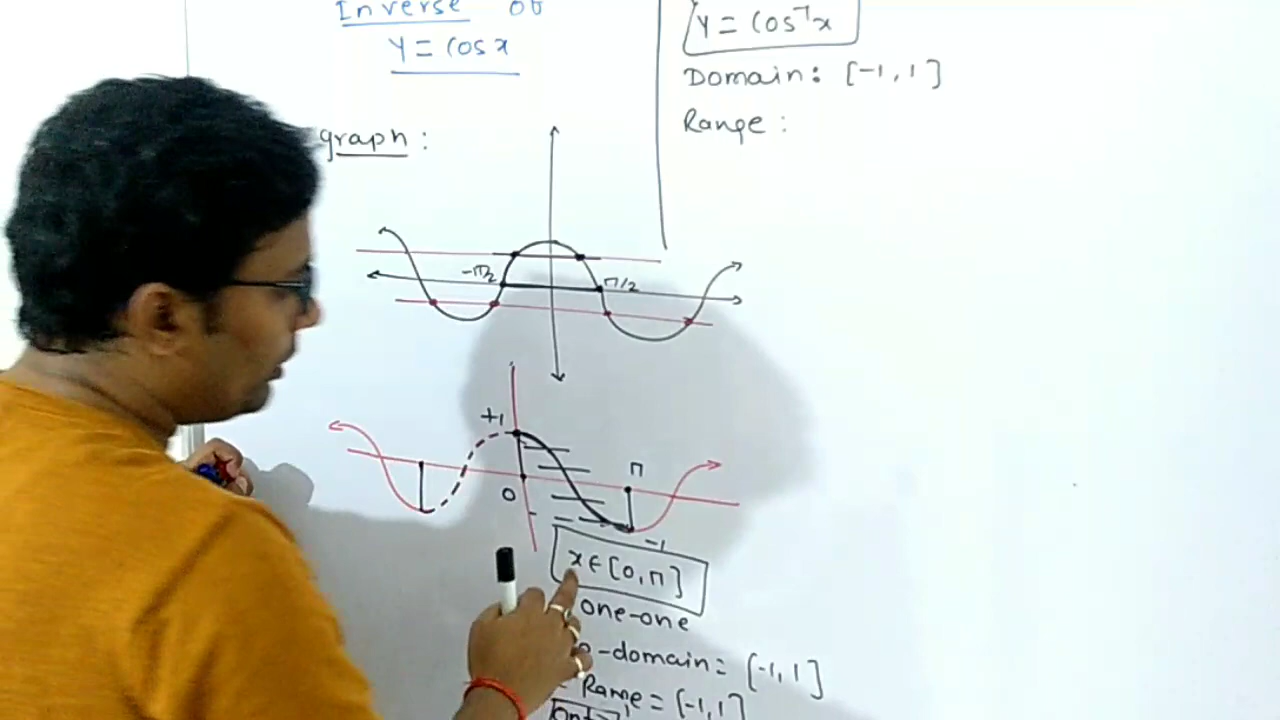 Inverse of
y = cos x
graph :
-π/2
π/2
+1
0
π
-1
x ∈ [0, π]
one-one
-domain = [-1, 1]
Range = [-1, 1]
y = cos⁻¹x
Domain: [-1, 1]
Range :